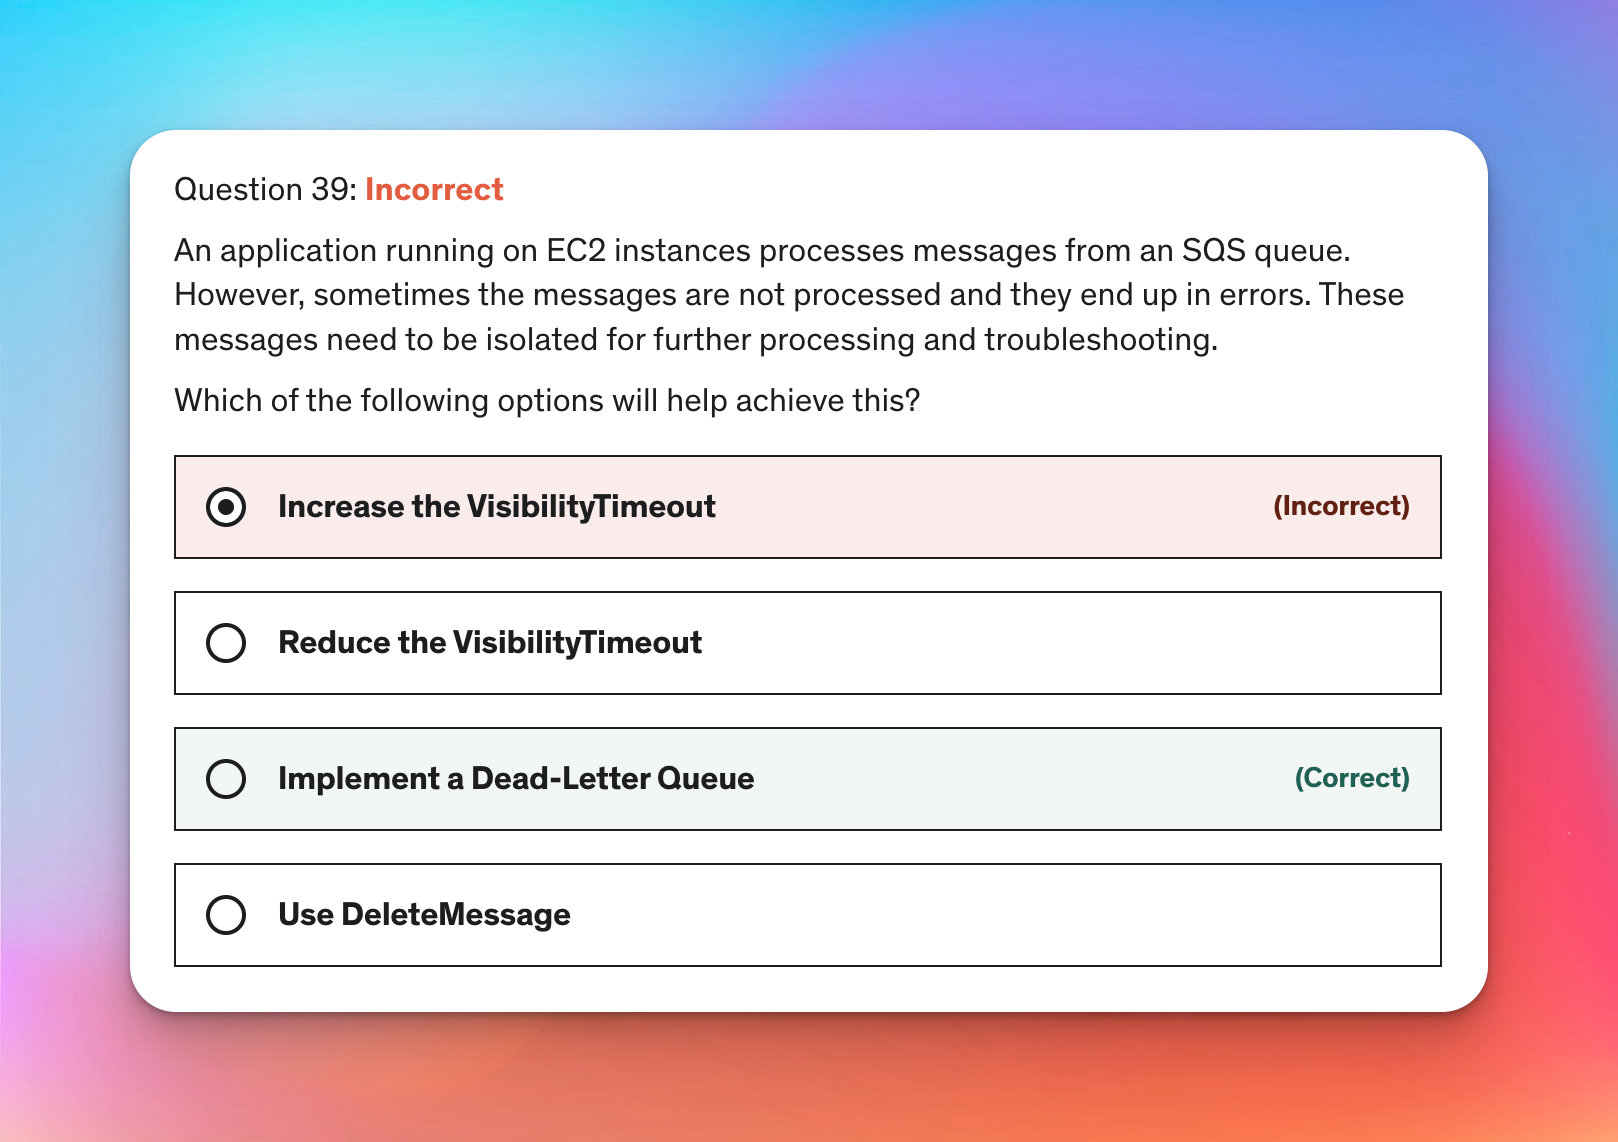 Question 39: Incorrect
An application running on EC2 instances processes messages from an SQS queue.
However, sometimes the messages are not processed and they end up in errors. These
messages need to be isolated for further processing and troubleshooting.
Which of the following options will help achieve this?
Increase the VisibilityTimeout (Incorrect)
Reduce the VisibilityTimeout
Implement a Dead-Letter Queue (Correct)
Use DeleteMessage